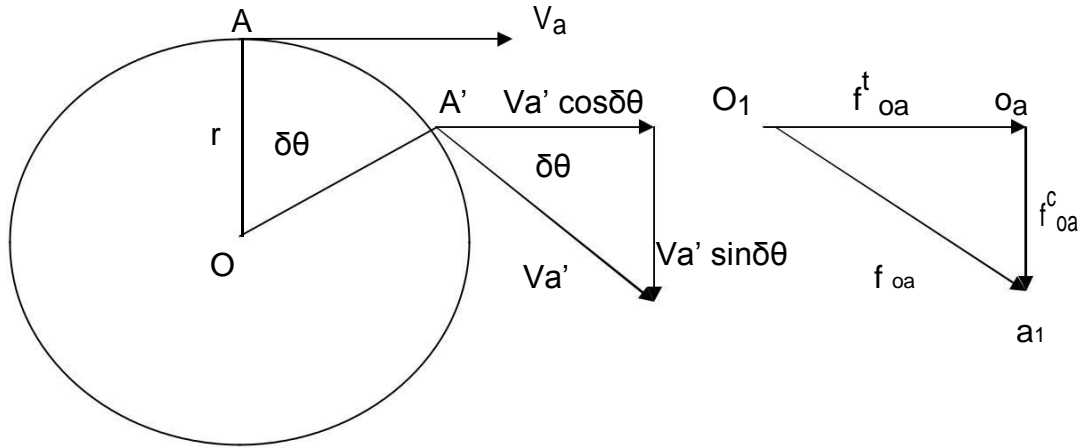 A
Va
A’
Va’ cosδθ
r
δθ
δθ
O
Va’
Va’ sinδθ
O1
f t oa
oa
f c oa
f oa
a1